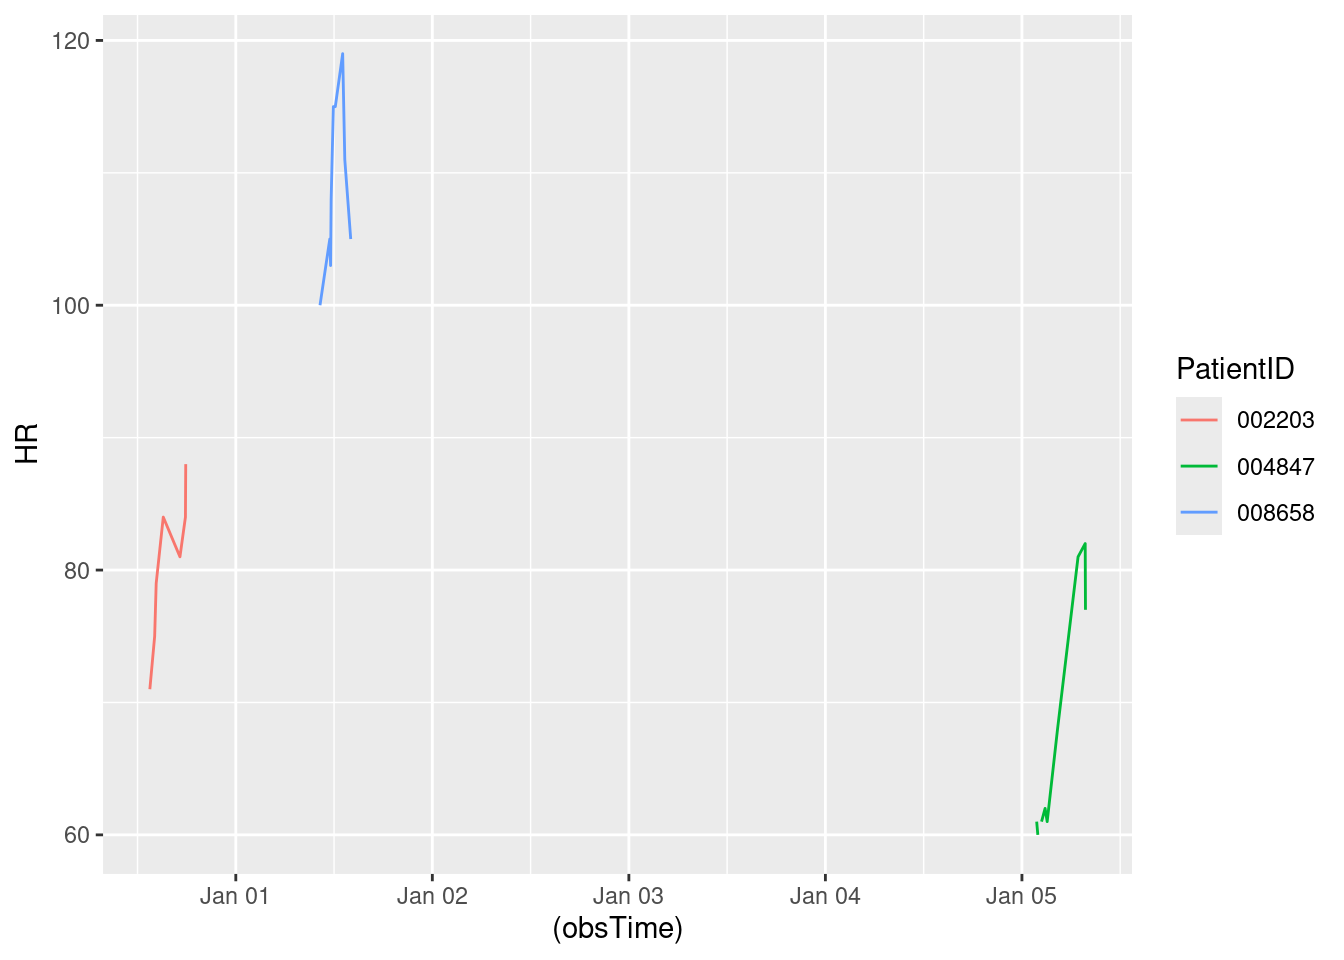 120
100
80
60
HR
Jan 01
Jan 02
Jan 03
Jan 04
Jan 05
(obsTime)
PatientID
002203
004847
008658